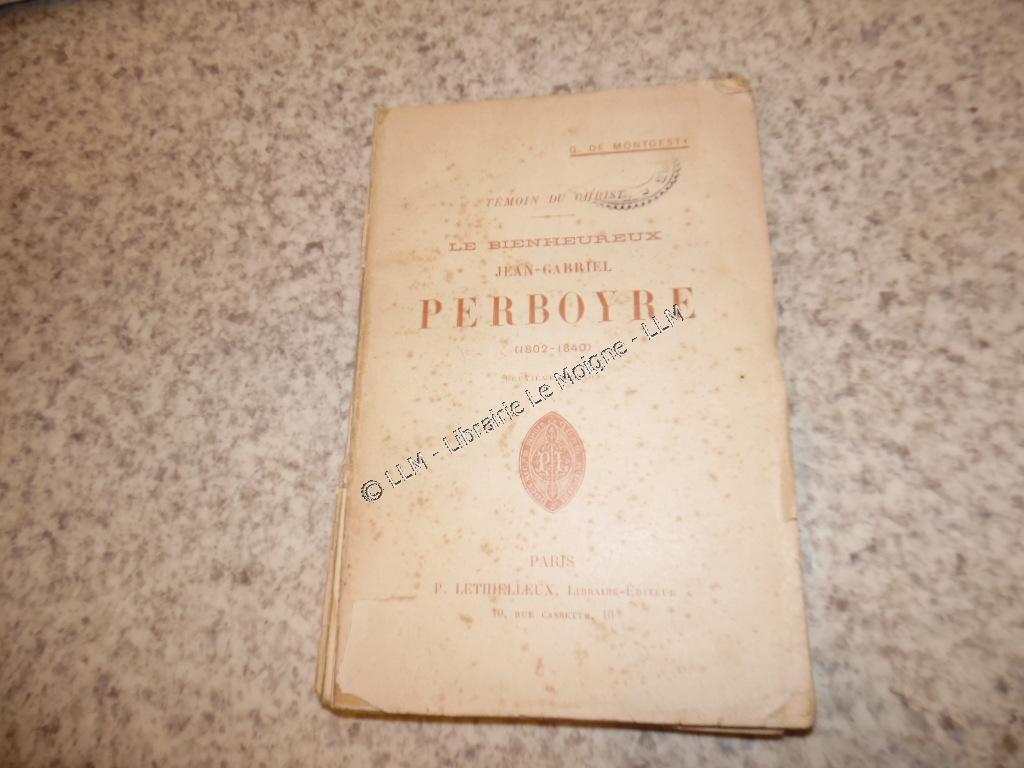 G. DE MONTGESTY
TÉMOIN DU CHRIST
LE BIENHEUREUX
JEAN-GABRIEL
PERBOYRE
(1802-1840)
DEUXIÈME
PARIS
P. LETHIELLEUX, LIBRAIRE-ÉDITEUR
10, RUE CASSETTE, 10
© LLM - Librairie Le Moigne - LLM